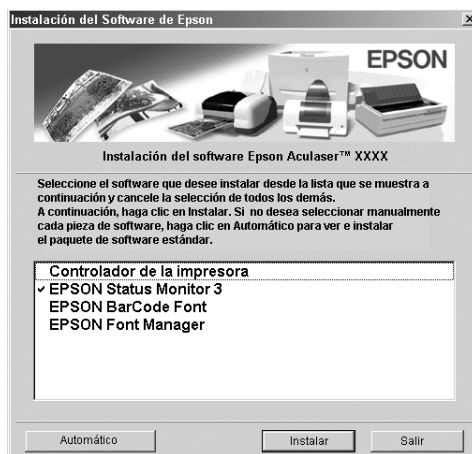 Instalación del Software de Epson
EPSON
Instalación del software Epson Aculaser™ XXXX
Seleccione el software que desee instalar desde la lista que se muestra a
continuación y cancele la selección de todos los demás.
A continuación, haga clic en Instalar. Si no desea seleccionar manualmente
cada pieza de software, haga clic en Automático para ver e instalar
el paquete de software estándar.
Controlador de la impresora
EPSON Status Monitor 3
EPSON BarCode Font
EPSON Font Manager
Automático
Instalar
Salir